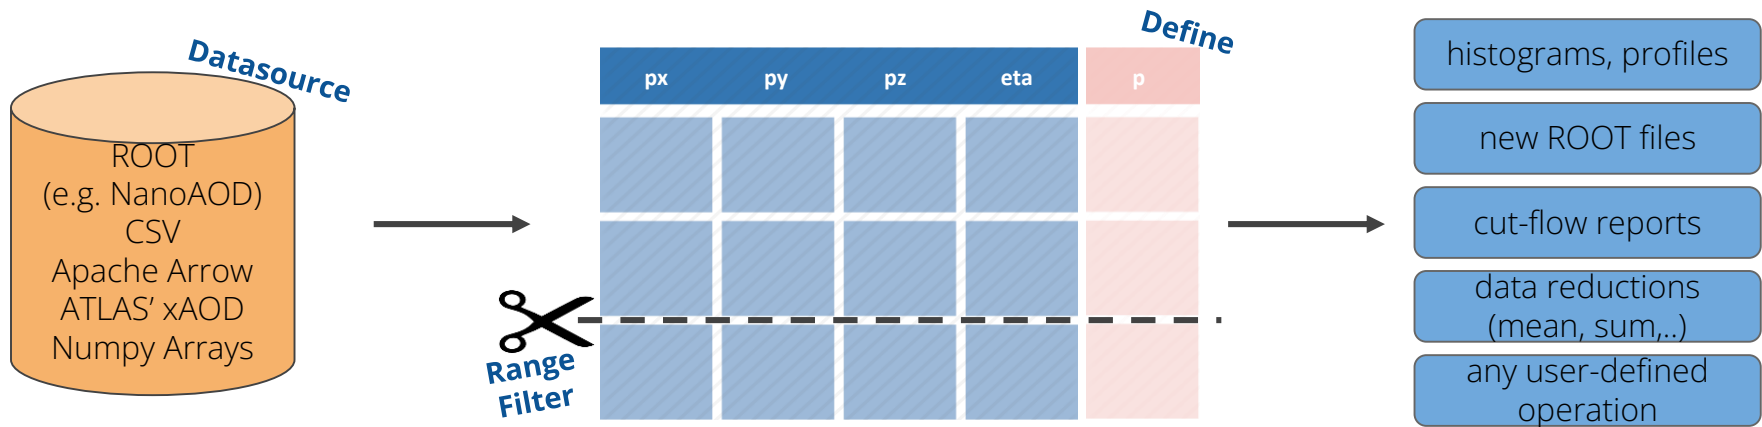 Datasource
ROOT
(e.g. NanoAOD)
CSV
Apache Arrow
ATLAS’ xAOD
Numpy Arrays
Range
Filter
Define
px py pz eta p
histograms, profiles
new ROOT files
cut-flow reports
data reductions
(mean, sum,..)
any user-defined
operation